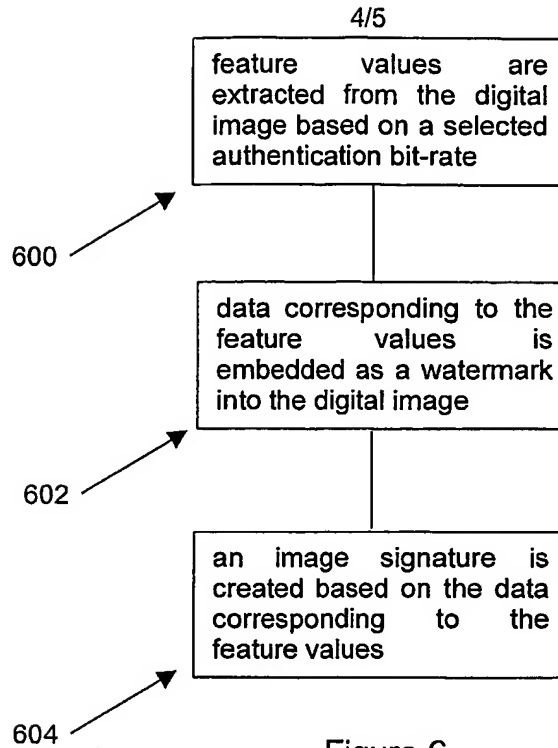 4/5
feature values are
extracted from the digital
image based on a selected
authentication bit-rate
600
data corresponding to the
feature values is
embedded as a watermark
into the digital image
602
an image signature is
created based on the data
corresponding to the
feature values
604
Figure 6